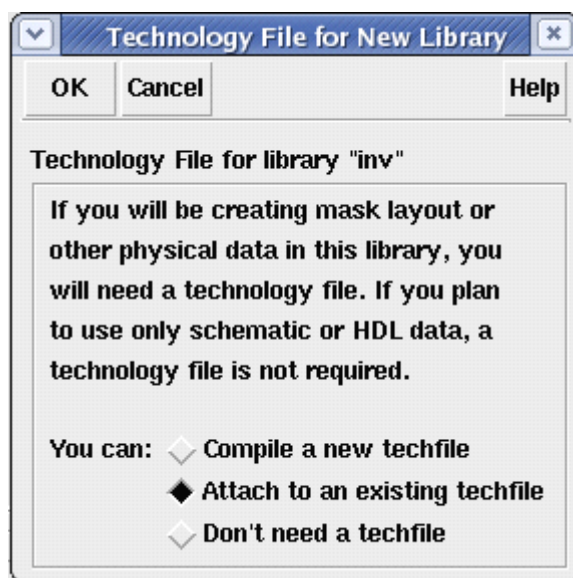 Technology File for New Library
OK Cancel Help
Technology File for library "inv"
If you will be creating mask layout or
other physical data in this library, you
will need a technology file. If you plan
to use only schematic or HDL data, a
technology file is not required.
You can: Compile a new techfile
Attach to an existing techfile
Don't need a techfile